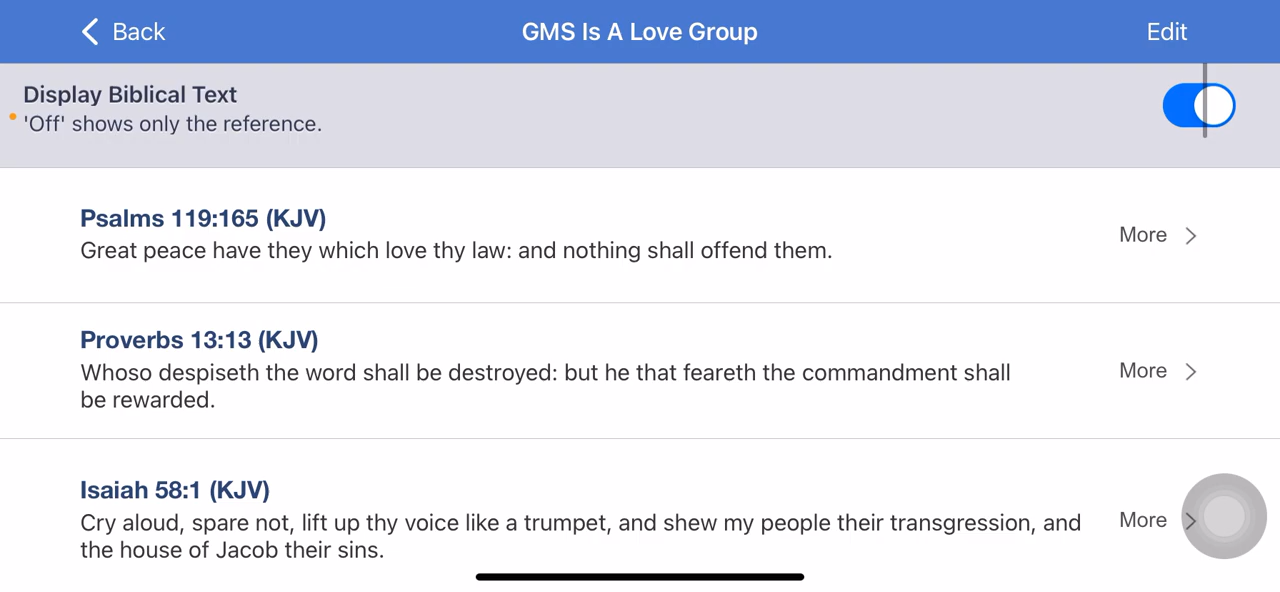 Back
GMS Is A Love Group
Edit
Display Biblical Text
'Off' shows only the reference.
Psalms 119:165 (KJV)
Great peace have they which love thy law: and nothing shall offend them.
More
Proverbs 13:13 (KJV)
Whoso despiseth the word shall be destroyed: but he that feareth the commandment shall
be rewarded.
More
Isaiah 58:1 (KJV)
Cry aloud, spare not, lift up thy voice like a trumpet, and shew my people their transgression, and
the house of Jacob their sins.
More